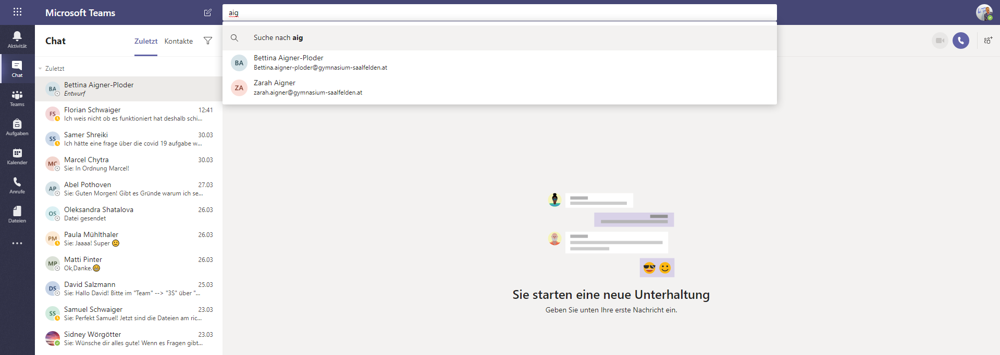 Microsoft Teams
aig
Aktivität
Chat
Teams
Aufgaben
Kalender
Anrufe
Dateien
Chat
Zuletzt
Kontakte
Zuletzt
BA
Bettina Aigner-Ploder
Entwurf
FS
Florian Schwaiger
12:41
Ich weis nicht ob es funktioniert hat deshalb schi...
SS
Samer Shreiki
30.03
Ich hätte eine frage über die covid 19 aufgabe w...
MC
Marcel Chytra
30.03
Sie: In Ordnung Marcel!
AP
Abel Pothoven
27.03
Sie: Guten Morgen! Gibt es Gründe warum ich se...
OS
Oleksandra Shatalova
26.03
Datei gesendet
PM
Paula Mühlthaler
26.03
Sie: Jaaaa! Super 🙂
MP
Matti Pinter
26.03
Ok,Danke.😁
DS
David Salzmann
25.03
Sie: Hallo David! Bitte im "Team" --> "3S" über "...
SS
Samuel Schwaiger
23.03
Sie: Perfekt Samuel! Jetzt sind die Dateien am ric...
Sidney Wörgötter
23.03
Sie: Wünsche dir alles gute! Wenn es Fragen gibt...
Suche nach aig
BA
Bettina Aigner-Ploder
Bettina.aigner-ploder@gymnasium-saalfelden.at
ZA
Zarah Aigner
zarah.aigner@gymnasium-saalfelden.at
Sie starten eine neue Unterhaltung
Geben Sie unten Ihre erste Nachricht ein.